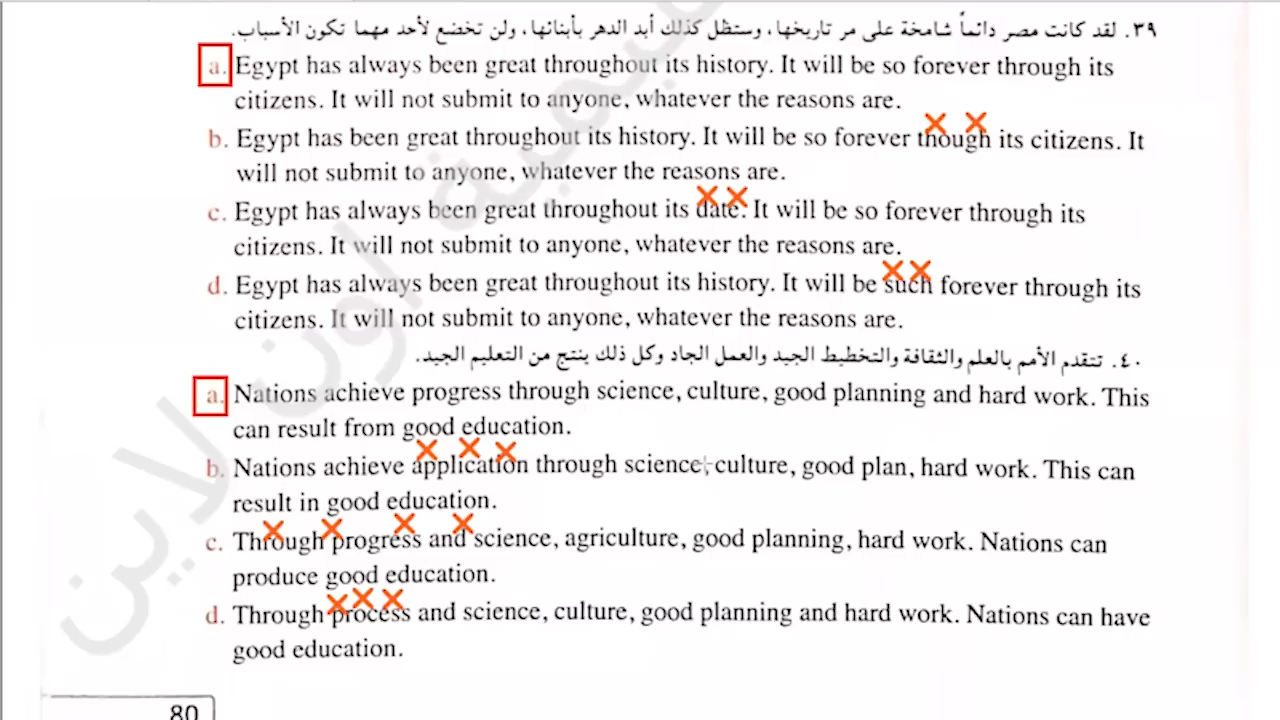 ٣٩. لقد كانت مصر دائماً شامخة على مر تاريخها، وستظل كذلك أبد الدهر بأبنائها، ولن تخضع لأحد مهما تكون الأسباب.
a. Egypt has always been great throughout its history. It will be so forever through its
citizens. It will not submit to anyone, whatever the reasons are.
b. Egypt has been great throughout its history. It will be so forever though its citizens. It
will not submit to anyone, whatever the reasons are.
c. Egypt has always been great throughout its date. It will be so forever through its
citizens. It will not submit to anyone, whatever the reasons are.
d. Egypt has always been great throughout its history. It will be such forever through its
citizens. It will not submit to anyone, whatever the reasons are.
٤٠. تتقدم الأمم بالعلم والثقافة والتخطيط الجيد والعمل الجاد وكل ذلك ينتج من التعليم الجيد.
a. Nations achieve progress through science, culture, good planning and hard work. This
can result from good education.
b. Nations achieve application through science, culture, good plan, hard work. This can
result in good education.
c. Through progress and science, agriculture, good planning, hard work. Nations can
produce good education.
d. Through process and science, culture, good planning and hard work. Nations can have
good education.
80
اون لاين